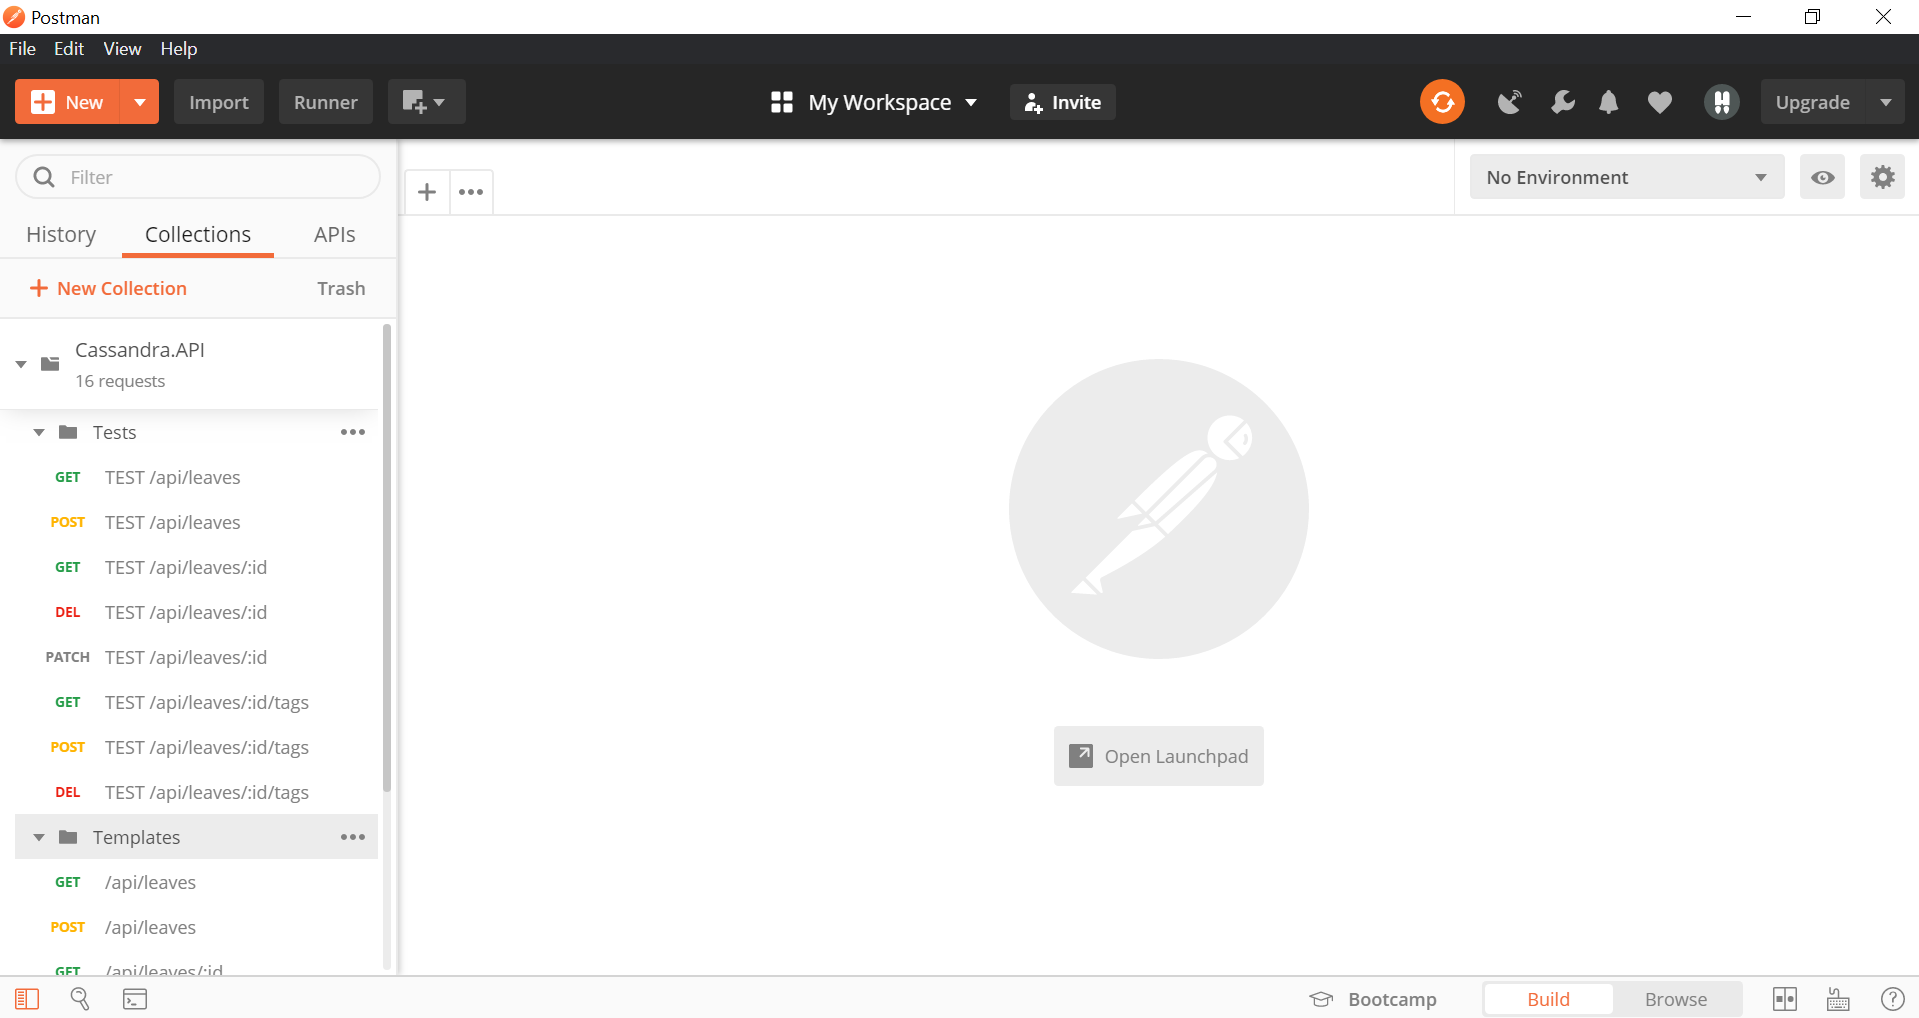 Postman
File Edit View Help
New Import Runner My Workspace Invite Upgrade
Filter
No Environment
History Collections APIs
New Collection Trash
Cassandra.API
16 requests
Tests
GET TEST /api/leaves
POST TEST /api/leaves
GET TEST /api/leaves/:id
DEL TEST /api/leaves/:id
PATCH TEST /api/leaves/:id
GET TEST /api/leaves/:id/tags
POST TEST /api/leaves/:id/tags
Open Launchpad
DEL TEST /api/leaves/:id/tags
Templates
GET /api/leaves
POST /api/leaves
GET /api/leaves/:id
Bootcamp Build Browse